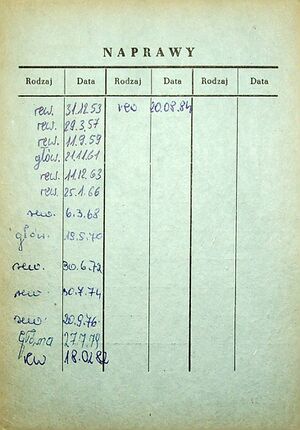 NAPRAWY
Rodzaj Data Rodzaj Data Rodzaj Data
rew. 31.12.53 rew 20.08.84
rew. 29.3.57
rew. 11.9.59
głów. 21.11.61
rew. 11.12.63
rew. 25.1.66
rew. 6.3.68
głów. 19.5.70
rew. 30.6.72
rew. 30.7.74
rew. 20.9.76
główna 27.7.79
rew 18.02.82